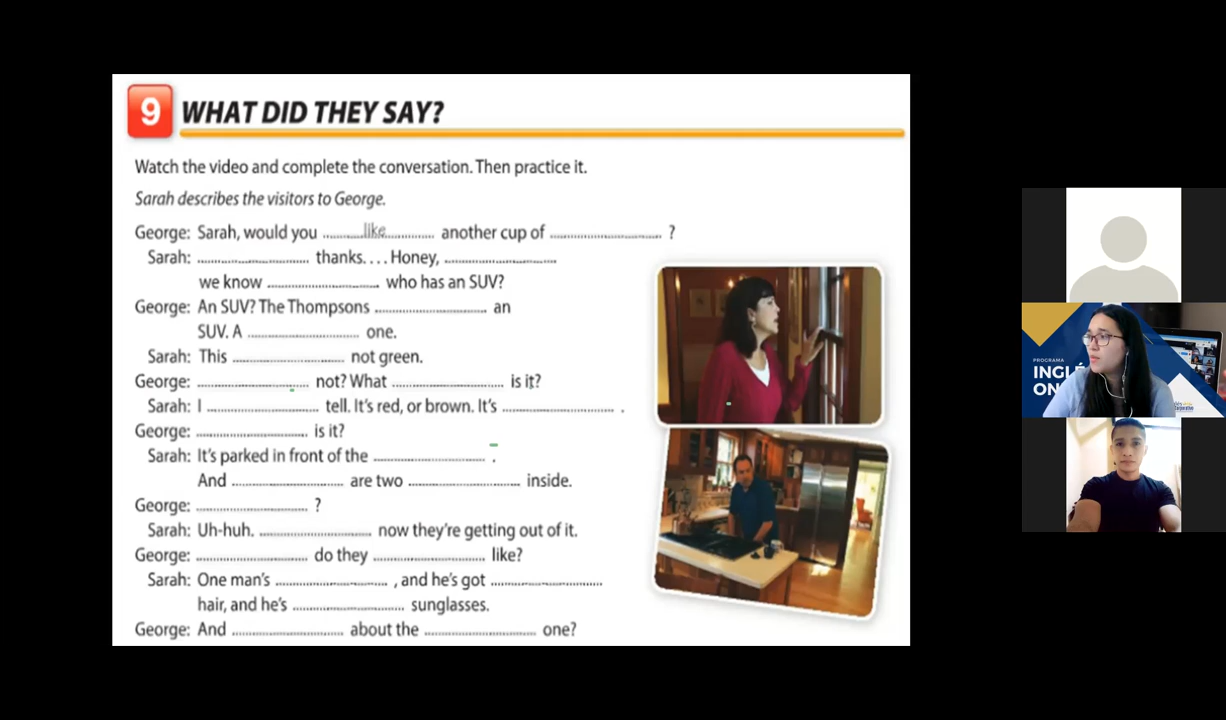 9 WHAT DID THEY SAY?
Watch the video and complete the conversation. Then practice it.
Sarah describes the visitors to George.
George: Sarah, would you ........like........ another cup of ........................ ?
Sarah: ........................ thanks. . . . Honey, ........................
we know ........................ who has an SUV?
George: An SUV? The Thompsons ........................ an
SUV. A ........................ one.
Sarah: This ........................ not green.
George: ........................ not? What ........................ is it?
Sarah: I ........................ tell. It's red, or brown. It's ........................ .
George: ........................ is it?
Sarah: It's parked in front of the ........................ .
And ........................ are two ........................ inside.
George: ........................ ?
Sarah: Uh-huh. ........................ now they're getting out of it.
George: ........................ do they ........................ like?
Sarah: One man's ........................ , and he's got ........................
hair, and he's ........................ sunglasses.
George: And ........................ about the ........................ one?
PROGRAMA
INGLÉ
ON